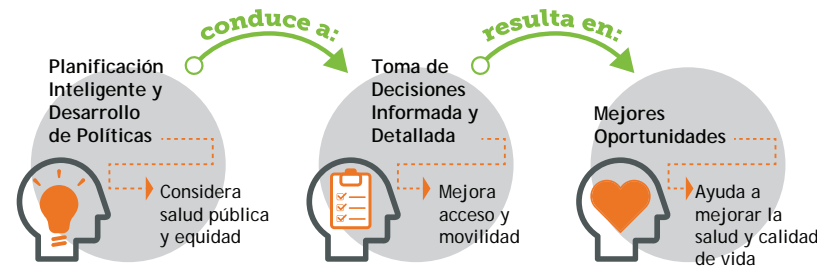 conduce a:
resulta en:
Planificación
Inteligente y
Desarrollo
de Políticas
Considera
salud pública
y equidad
Toma de
Decisiones
Informada y
Detallada
Mejora
acceso y
movilidad
Mejores
Oportunidades
Ayuda a
mejorar la
salud y calidad
de vida